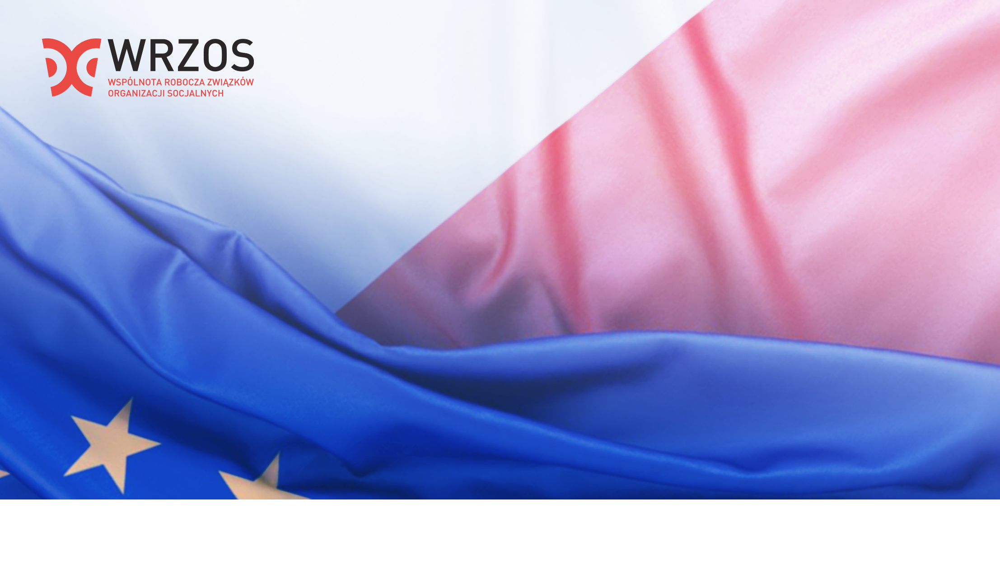 WRZOS
WSPÓLNOTA ROBOCZA ZWIĄZKÓW
ORGANIZACJI SOCJALNYCH